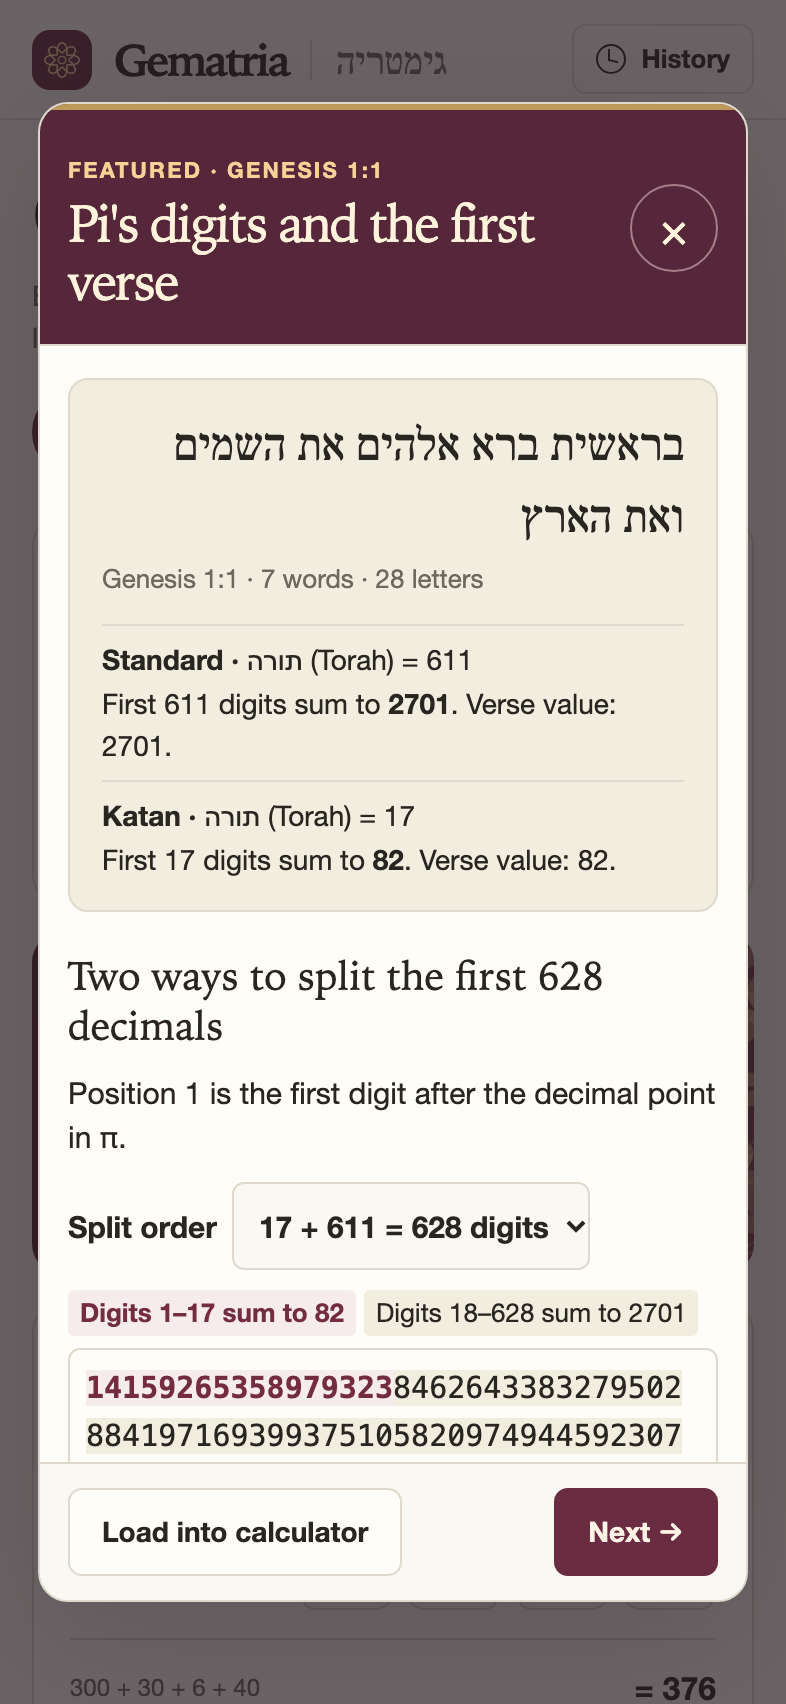 Gematria גימטריה History
FEATURED · GENESIS 1:1
Pi's digits and the first
verse
בראשית ברא אלהים את השמים
ואת הארץ
Genesis 1:1 · 7 words · 28 letters
Standard · תורה (Torah) = 611
First 611 digits sum to 2701. Verse value:
2701.
Katan · תורה (Torah) = 17
First 17 digits sum to 82. Verse value: 82.
Two ways to split the first 628
decimals
Position 1 is the first digit after the decimal point
in π.
Split order 17 + 611 = 628 digits
Digits 1–17 sum to 82 Digits 18–628 sum to 2701
141592653589793238462643383279502
884197169399375105820974944592307
Load into calculator Next →
300 + 30 + 6 + 40 = 376